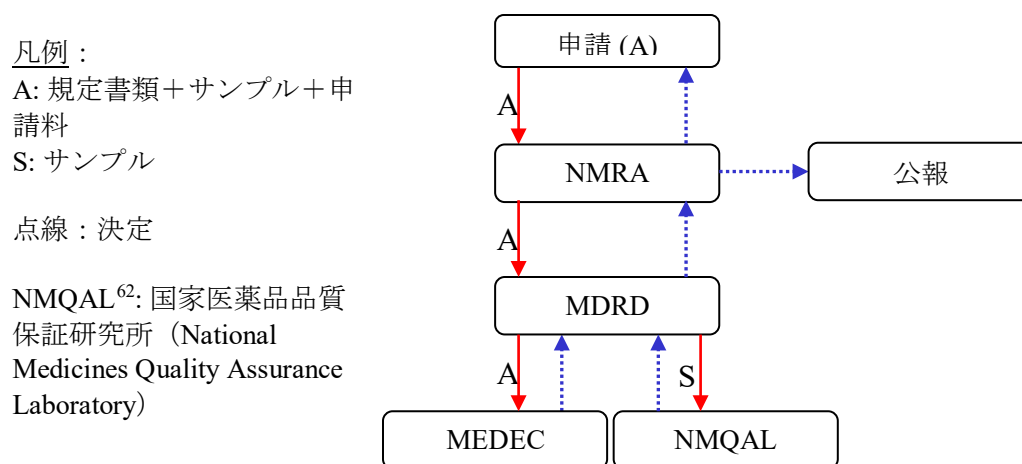 凡例：
A: 規定書類＋サンプル＋申
請料
S: サンプル
点線：決定
NMQAL62: 国家医薬品品質
保証研究所（National
Medicines Quality Assurance
Laboratory）
申請 (A)
A
NMRA
公報
A
MDRD
A
S
MEDEC
NMQAL